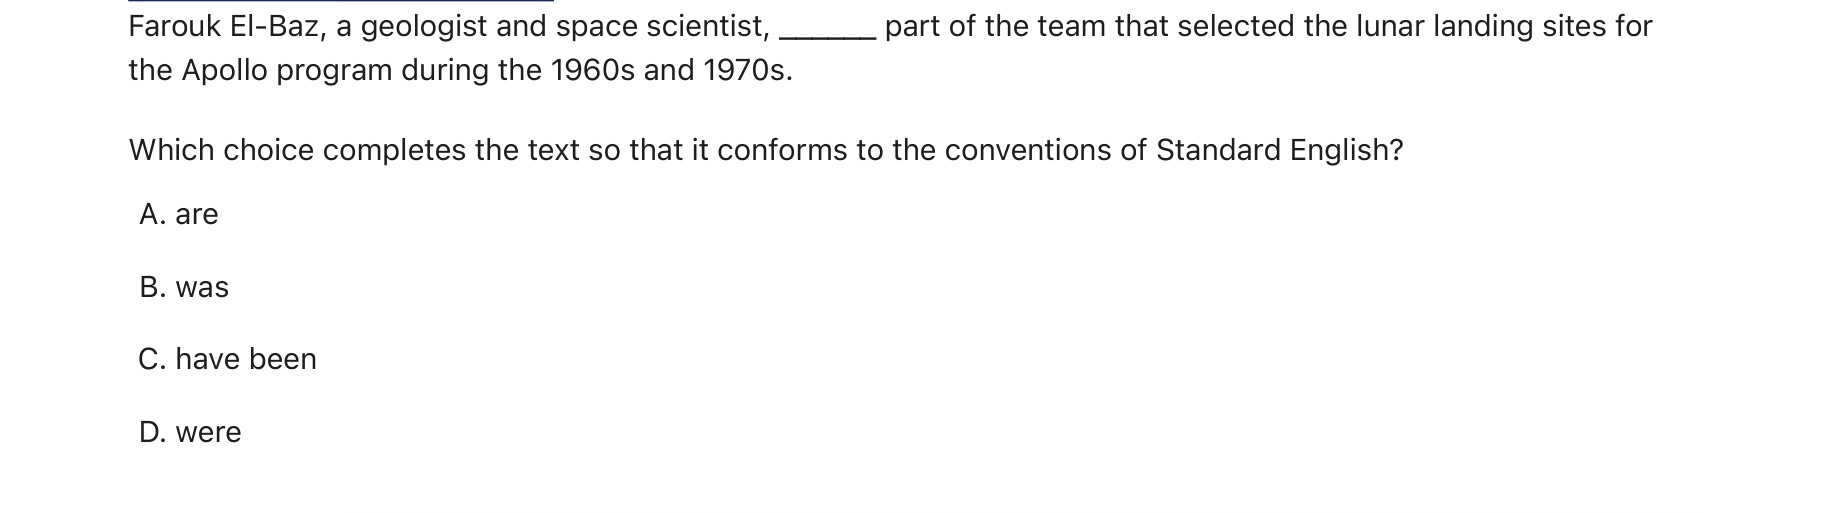 Farouk El-Baz, a geologist and space scientist, ______ part of the team that selected the lunar landing sites for
the Apollo program during the 1960s and 1970s.
Which choice completes the text so that it conforms to the conventions of Standard English?
A. are
B. was
C. have been
D. were